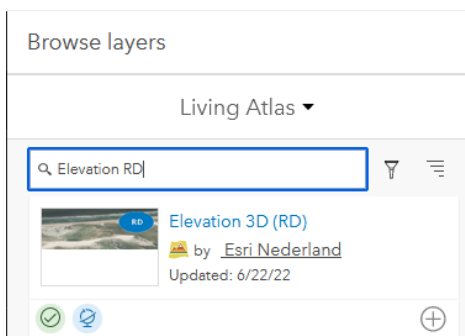 Browse layers
Living Atlas
Elevation RD
RD
Elevation 3D (RD)
by Esri Nederland
Updated: 6/22/22